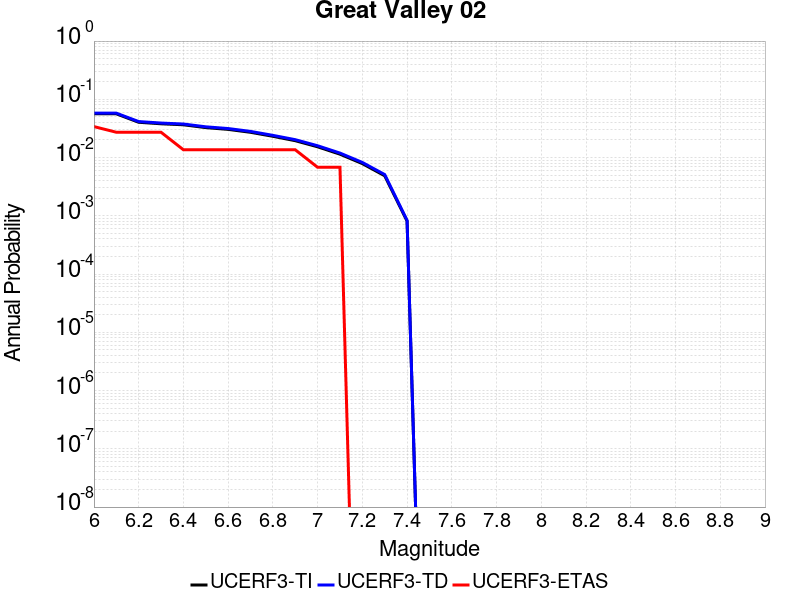 Great Valley 02
10^0
10^-1
10^-2
10^-3
10^-4
10^-5
10^-6
10^-7
10^-8
Annual Probability
6 6.2 6.4 6.6 6.8 7 7.2 7.4 7.6 7.8 8 8.2 8.4 8.6 8.8 9
Magnitude
UCERF3-TI UCERF3-TD UCERF3-ETAS